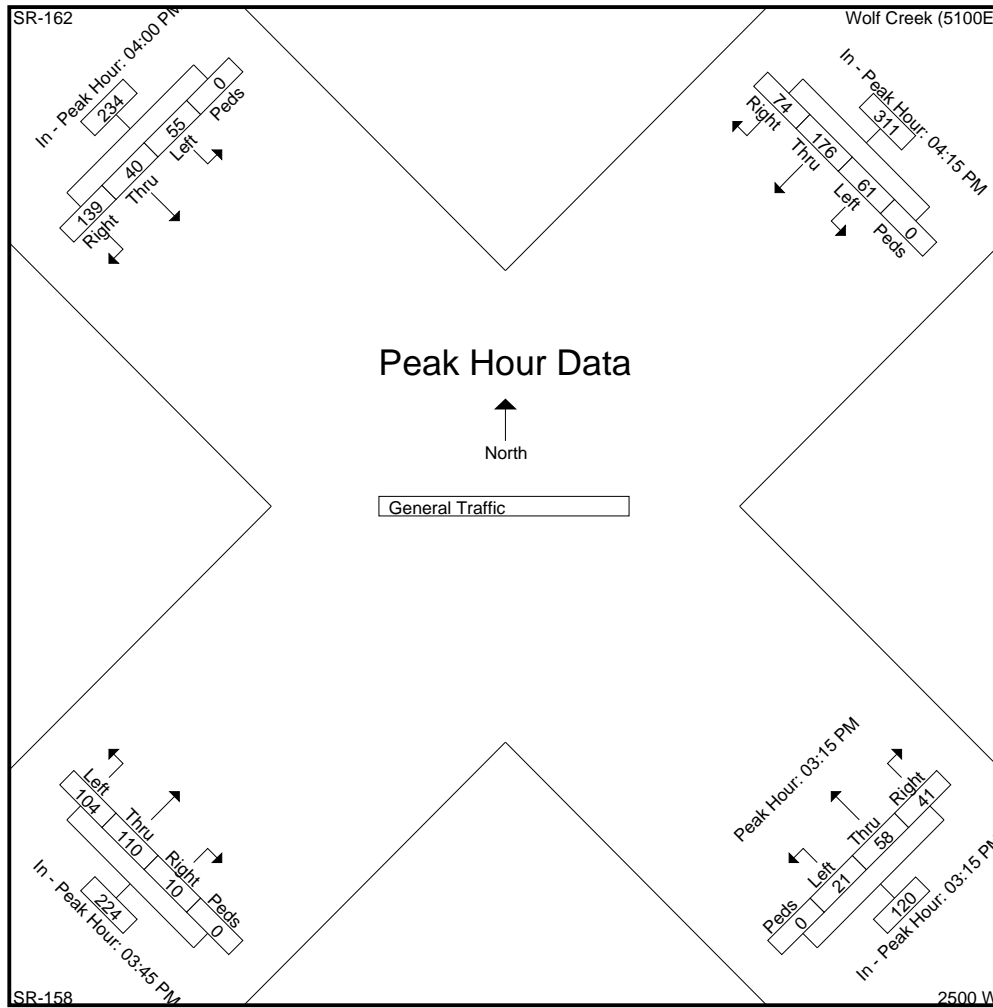 SR-162
Wolf Creek (5100E
In - Peak Hour: 04:00 PM
234
139 40 55 0
Right Thru Left Peds
In - Peak Hour: 04:15 PM
311
74 176 61 0
Right Thru Left Peds
Peak Hour Data
North
General Traffic
Left Thru Right Peds
104 110 10 0
224
In - Peak Hour: 03:45 PM
SR-158
Peak Hour: 03:15 PM
Peds Left Thru Right
0 21 58 41
120
In - Peak Hour: 03:15 PM
2500 W